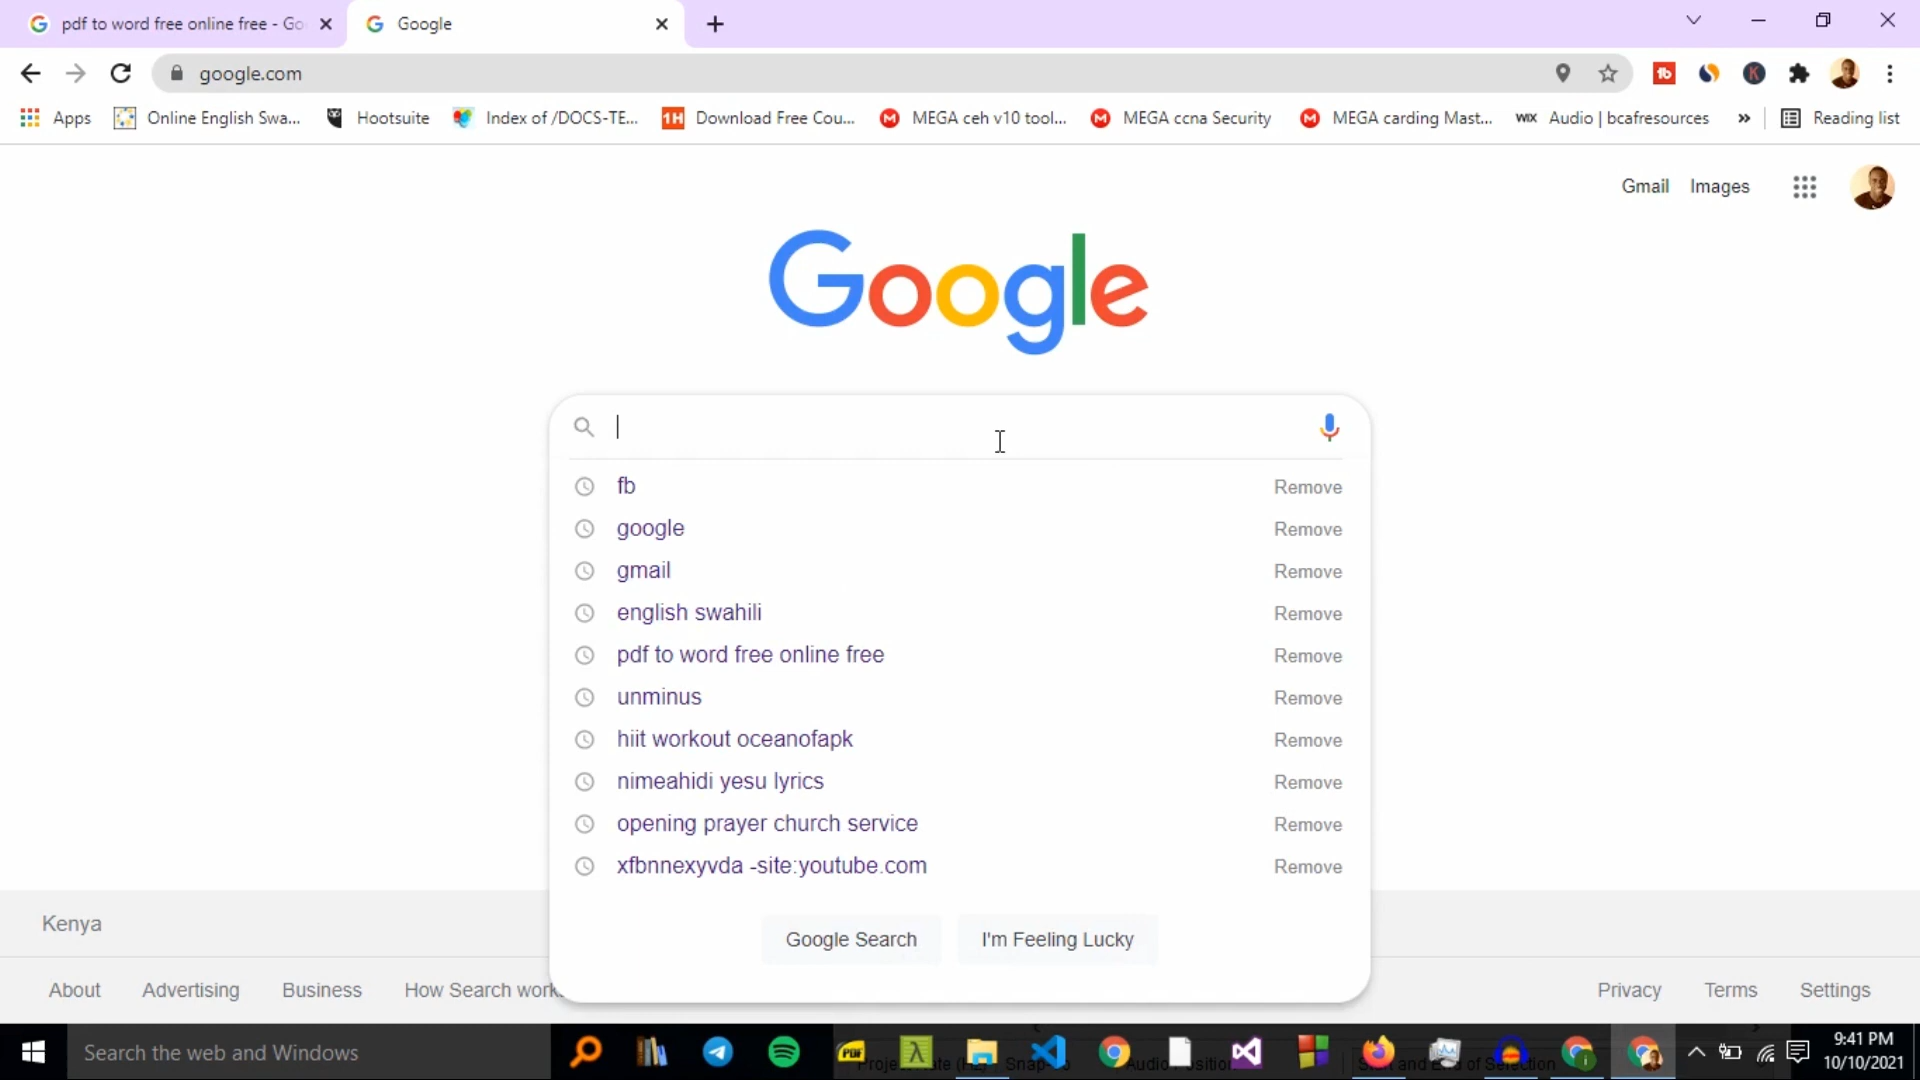 pdf to word free online free - Go
Google
google.com
Apps
Online English Swa...
Hootsuite
Index of /DOCS-TE...
1H
Download Free Cou...
MEGA ceh v10 tool...
MEGA ccna Security
MEGA carding Mast...
WIX
Audio | bcafresources
Reading list
Gmail
Images
Google
fb
Remove
google
Remove
gmail
Remove
english swahili
Remove
pdf to word free online free
Remove
unminus
Remove
hiit workout oceanofapk
Remove
nimeahidi yesu lyrics
Remove
opening prayer church service
Remove
xfbnnexyvda -site:youtube.com
Remove
Google Search
I'm Feeling Lucky
Kenya
About
Advertising
Business
How Search work
Privacy
Terms
Settings
Search the web and Windows
PDF
9:41 PM
10/10/2021